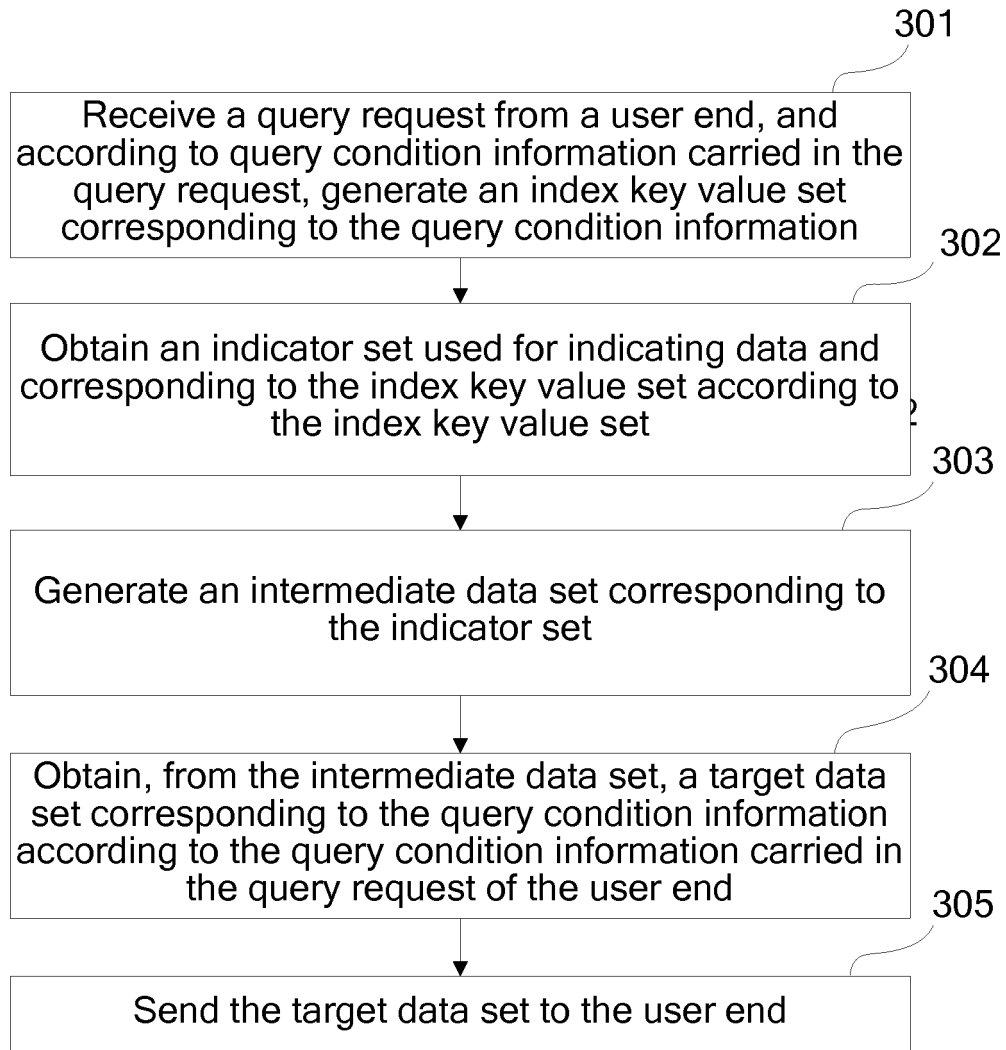 301
Receive a query request from a user end, and
according to query condition information carried in the
query request, generate an index key value set
corresponding to the query condition information
302
Obtain an indicator set used for indicating data and
corresponding to the index key value set according to
the index key value set
2
303
Generate an intermediate data set corresponding to
the indicator set
304
Obtain, from the intermediate data set, a target data
set corresponding to the query condition information
according to the query condition information carried in
the query request of the user end
305
Send the target data set to the user end